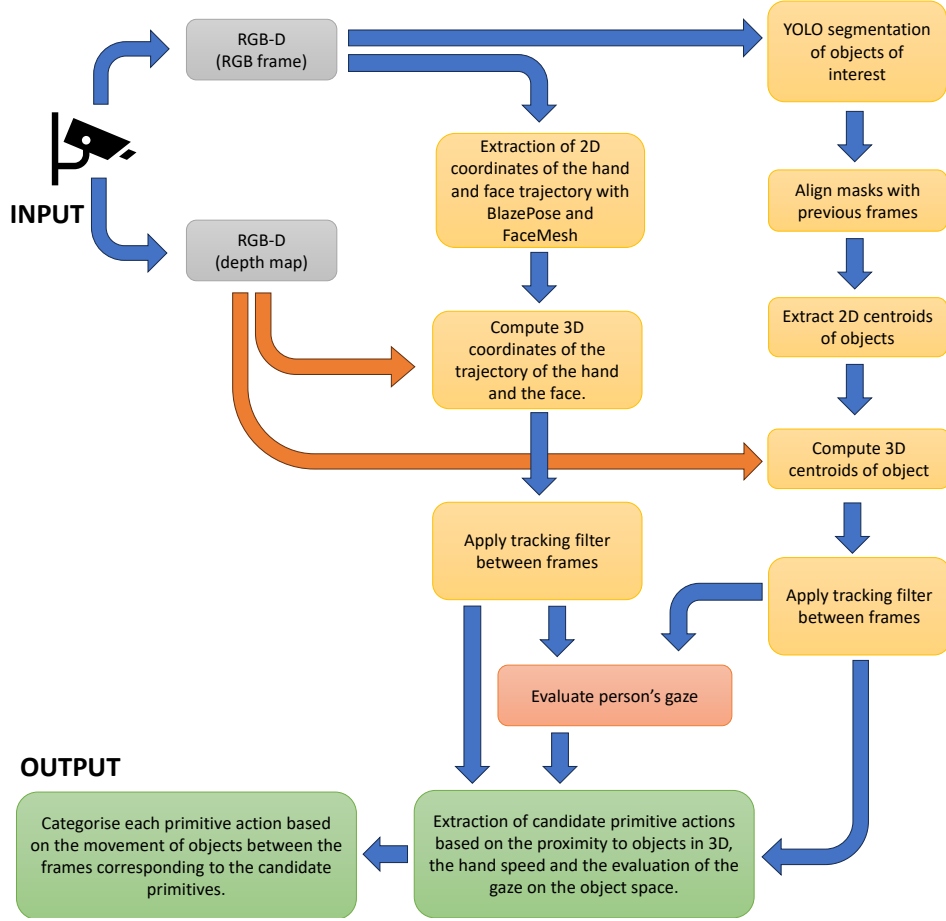 RGB-D
(RGB frame)
YOLO segmentation
of objects of
interest
Extraction of 2D
coordinates of the hand
and face trajectory with
BlazePose and
FaceMesh
Align masks with
previous frames
INPUT
RGB-D
(depth map)
Extract 2D centroids
of objects
Compute 3D
coordinates of the
trajectory of the hand
and the face.
Compute 3D
centroids of object
Apply tracking filter
between frames
Apply tracking filter
between frames
Evaluate person's gaze
OUTPUT
Categorise each primitive action based
on the movement of objects between the
frames corresponding to the candidate
primitives.
Extraction of candidate primitive actions
based on the proximity to objects in 3D,
the hand speed and the evaluation of the
gaze on the object space.